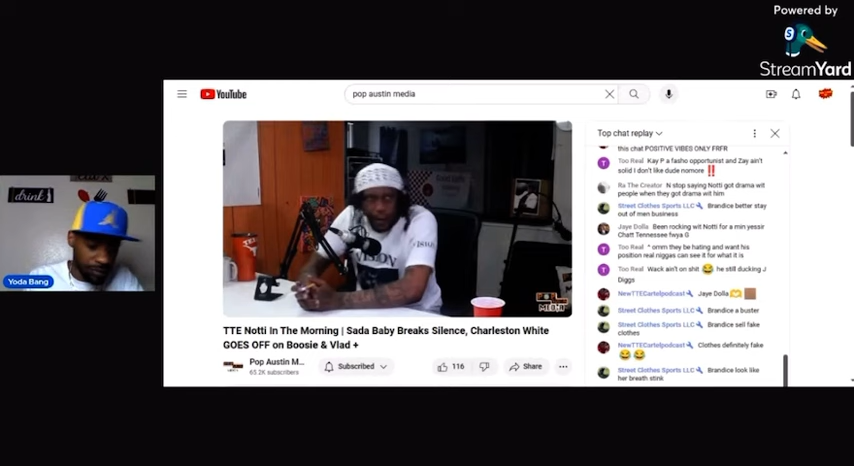 Powered by
S
StreamYard
YouTube
pop austin media
Top chat replay
this chat POSITIVE VIBES ONLY FRFR
T Too Real Kay P a fasho opportunist and Zay ain't
solid I don't like dude nomore ‼️
Ra The Creator N stop saying Notti got drama wit
people when they got drama wit him
Street Clothes Sports LLC Brandice better stay
out of men business
Jaye Dolla Been rocking wit Notti for a min yessir
Chatt Tennessee fwya G
T Too Real ^ omm they be hating and want his
position real niggas can see it for what it is
T Too Real Wack ain't on shit 😂 he still ducking J
Diggs
NewTTECartelpodcast Jaye Dolla
Street Clothes Sports LLC Brandice a buster
Street Clothes Sports LLC Brandice sell fake
clothes
NewTTECartelpodcast Clothes definitely fake
😂😂
Street Clothes Sports LLC Brandice look like
her breath stink
drink
Yoda Bang
VISION
POP
MEDIA
TTE Notti In The Morning | Sada Baby Breaks Silence, Charleston White
GOES OFF on Boosie & Vlad +
Pop Austin M...
65.2K subscribers
Subscribed
116
Share